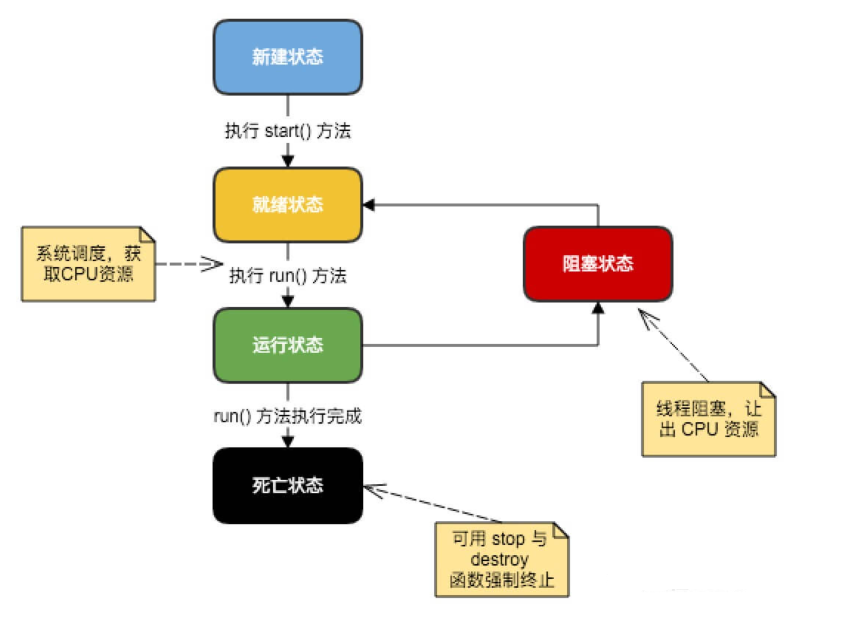 新建状态
执行 start() 方法
就绪状态
系统调度，获
取CPU资源
执行 run() 方法
阻塞状态
运行状态
线程阻塞，让
出 CPU 资源
run() 方法执行完成
死亡状态
可用 stop 与
destroy
函数强制终止